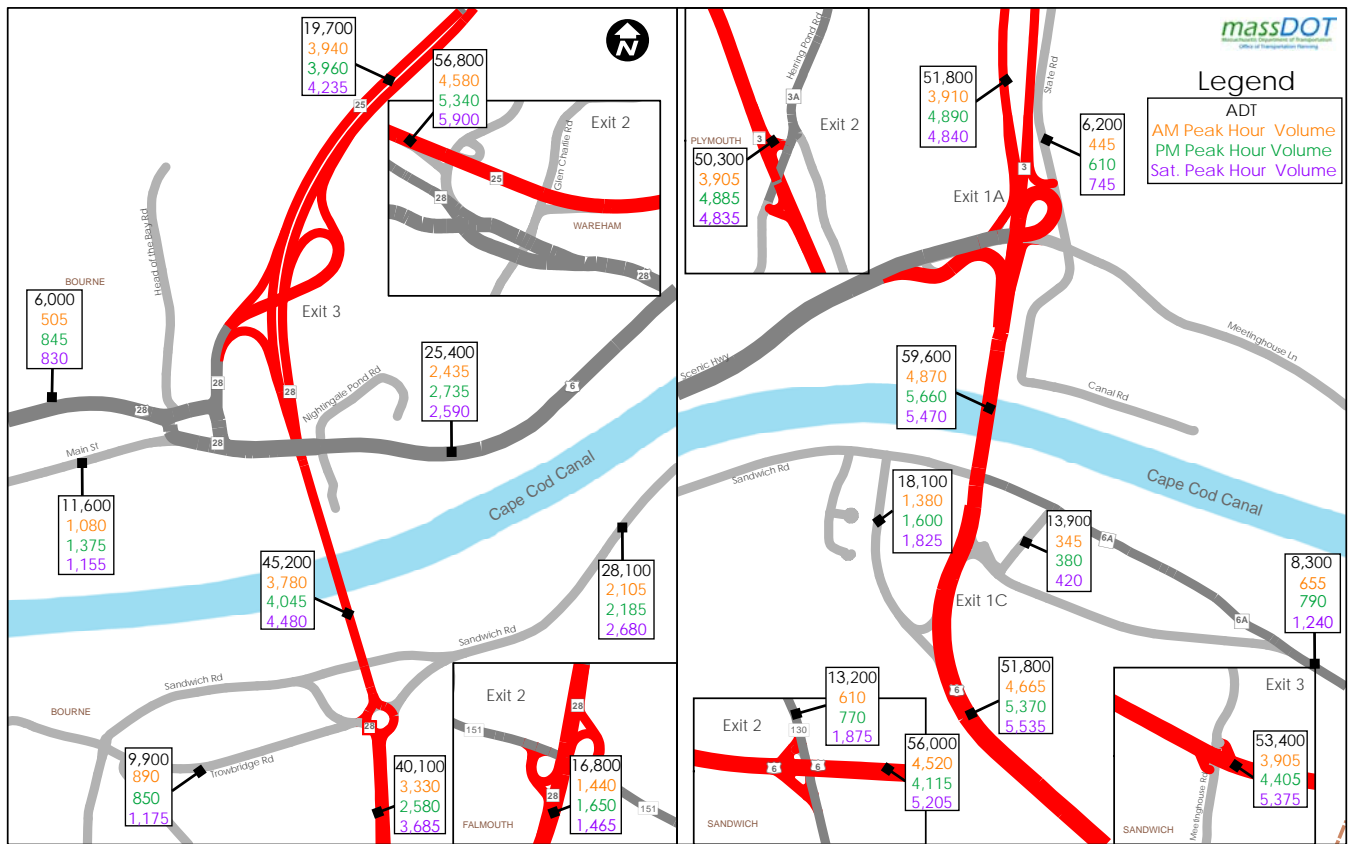 19,700
3,940
3,960
4,235
N
56,800
4,580
5,340
5,900
25
Exit 2
Glen Charlie Rd
25
28
WAREHAM
28
Head of the Bay Rd
BOURNE
6,000
505
845
830
Exit 3
25,400
2,435
2,735
2,590
6
28
28
Nightingale Pond Rd
28
28
Main St
11,600
1,080
1,375
1,155
Cape Cod Canal
45,200
3,780
4,045
4,480
28,100
2,105
2,185
2,680
Sandwich Rd
Sandwich Rd
BOURNE
28
9,900
890
850
1,175
Trowbridge Rd
40,100
3,330
2,580
3,685
Exit 2
28
151
16,800
1,440
1,650
1,465
28
151
FALMOUTH
Herring Pond Rd
3A
Exit 2
PLYMOUTH
3
50,300
3,905
4,885
4,835
51,800
3,910
4,890
4,840
State Rd
6,200
445
610
745
3
Exit 1A
massDOT
Massachusetts Department of Transportation
Office of Transportation Planning
Legend
ADT
AM Peak Hour Volume
PM Peak Hour Volume
Sat. Peak Hour Volume
Meetinghouse Ln
Scenic Hwy
59,600
4,870
5,660
5,470
Canal Rd
Sandwich Rd
Cape Cod Canal
18,100
1,380
1,600
1,825
13,900
345
380
420
6A
8,300
655
790
1,240
6A
Exit 1C
6
51,800
4,665
5,370
5,535
13,200
610
770
1,875
Exit 2
130
6
6
56,000
4,520
4,115
5,205
SANDWICH
Exit 3
53,400
3,905
4,405
5,375
6
Meetinghouse Rd
SANDWICH